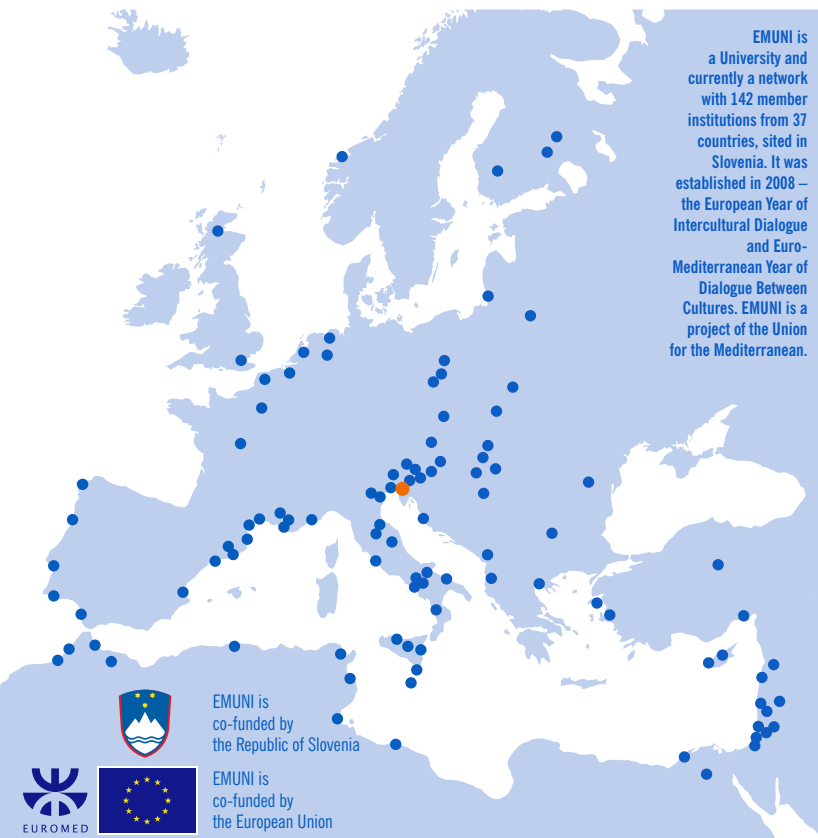 EMUNI is
a University and
currently a network
with 142 member
institutions from 37
countries, sited in
Slovenia. It was
established in 2008 –
the European Year of
Intercultural Dialogue
and Euro-
Mediterranean Year of
Dialogue Between
Cultures. EMUNI is a
project of the Union
for the Mediterranean.
EMUNI is
co-funded by
the Republic of Slovenia
EMUNI is
co-funded by
the European Union
EUROMED